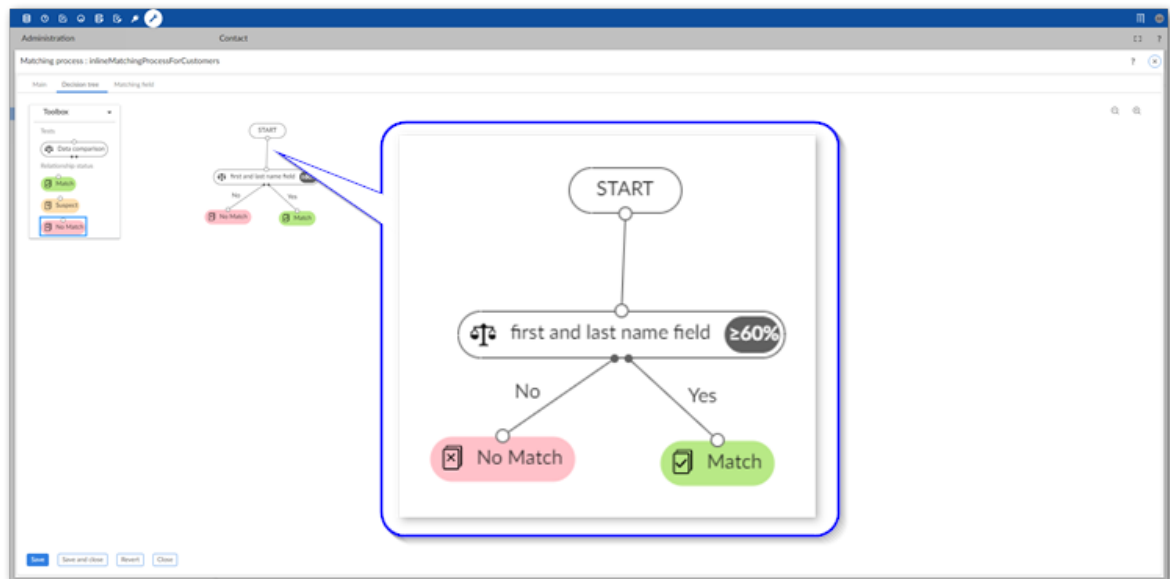 Administration
Contact
?
Matching process : inlineMatchingProcessForCustomers
?
Main
Decision tree
Matching field
Toolbox
Tests
Data comparison
Relationship status
Match
Suspect
No Match
START
first and last name field
No
Yes
No Match
Match
START
first and last name field
≥60%
No
Yes
No Match
Match
Save
Save and close
Revert
Close